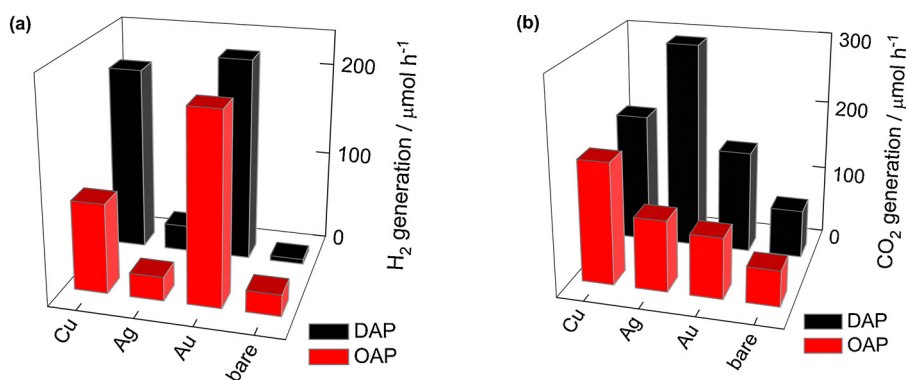 (a)
200
100
0
H₂ generation / μmol h⁻¹
Cu
Ag
Au
bare
DAP
OAP
(b)
300
200
100
0
CO₂ generation / μmol h⁻¹
Cu
Ag
Au
bare
DAP
OAP